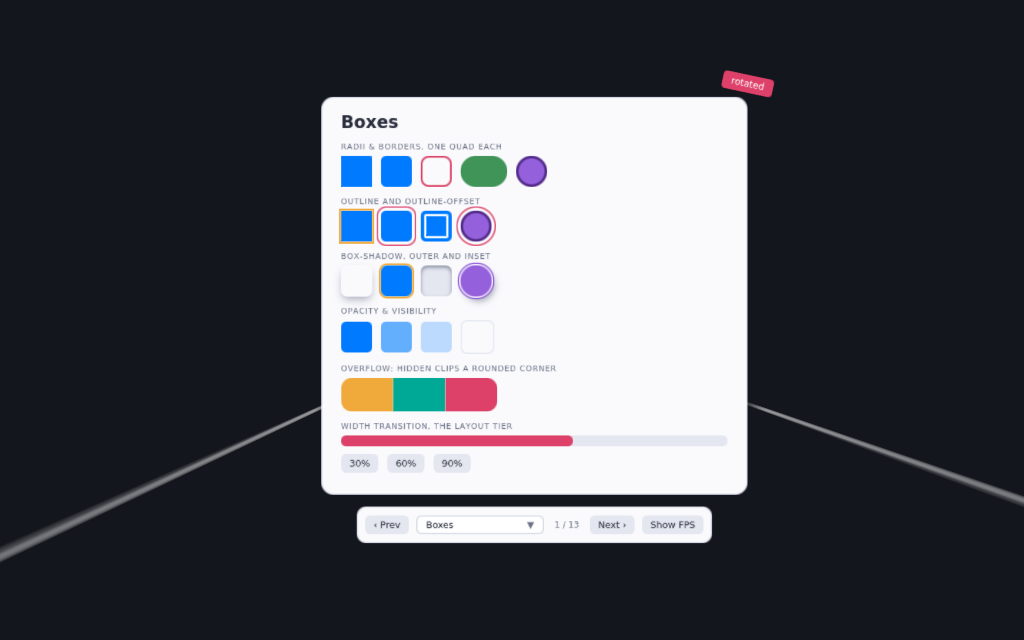 rotated
Boxes
RADII & BORDERS, ONE QUAD EACH
OUTLINE AND OUTLINE-OFFSET
BOX-SHADOW, OUTER AND INSET
OPACITY & VISIBILITY
OVERFLOW: HIDDEN CLIPS A ROUNDED CORNER
WIDTH TRANSITION, THE LAYOUT TIER
30% 60% 90%
‹ Prev Boxes ▼ 1 / 13 Next › Show FPS